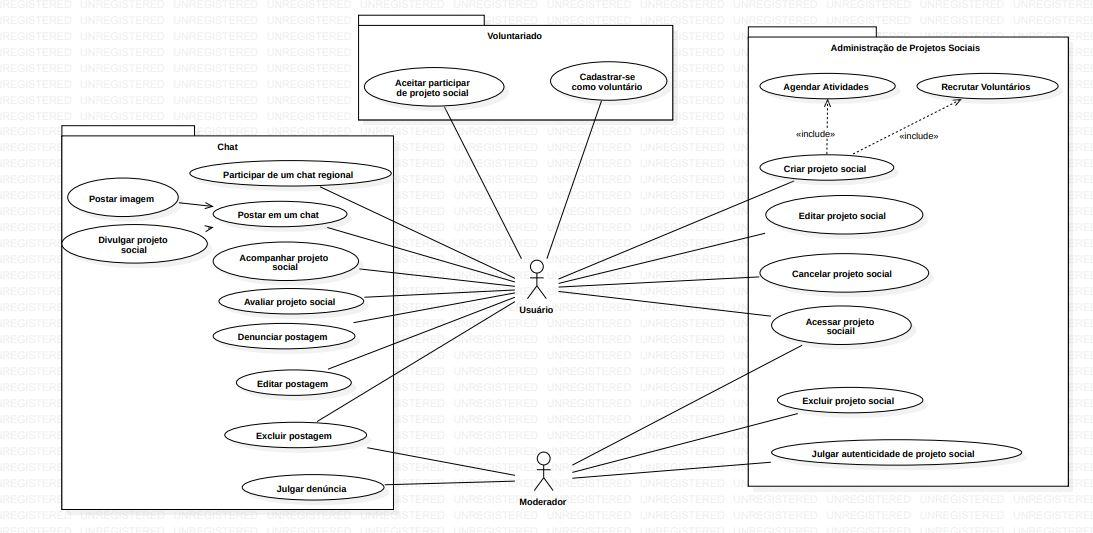 Voluntariado
Aceitar participar
de projeto social
Cadastrar-se
como voluntário
Administração de Projetos Sociais
Agendar Atividades
Recrutar Voluntários
«include»
«include»
Criar projeto social
Editar projeto social
Cancelar projeto social
Acessar projeto
sociail
Excluir projeto social
Julgar autenticidade de projeto social
Chat
Participar de um chat regional
Postar imagem
Postar em um chat
Divulgar projeto
social
Acompanhar projeto
social
Avaliar projeto social
Denunciar postagem
Editar postagem
Excluir postagem
Julgar denúncia
Usuário
Moderador
UNREGISTERED